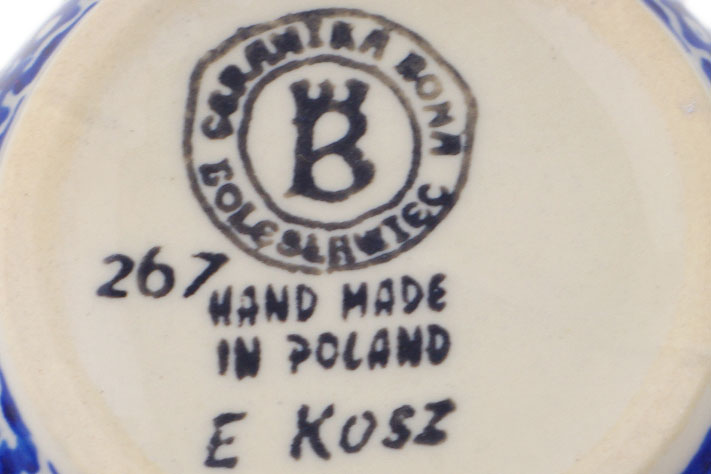 CERAMIKA BONA
BOLESŁAWIEC
B
267
HAND MADE
IN POLAND
E KOSZ